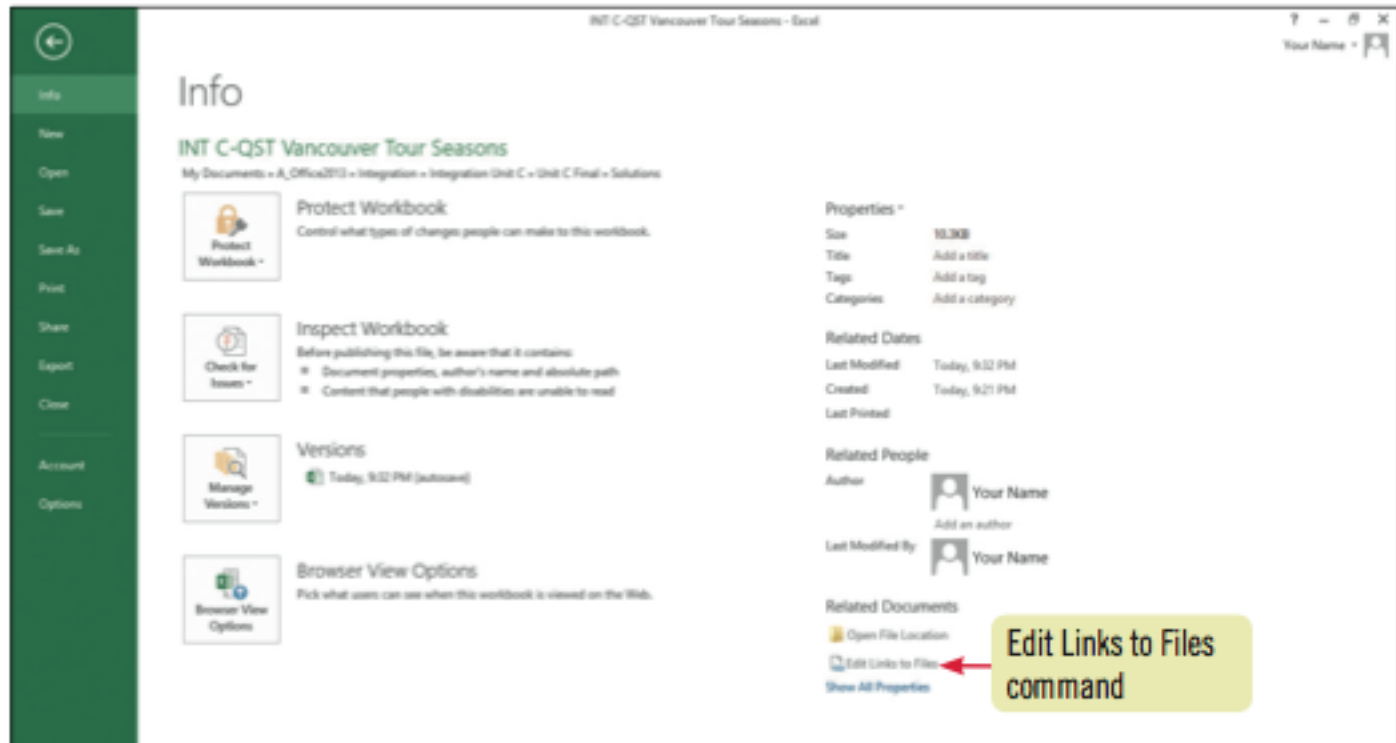 INT C-QST Vancouver Tour Seasons - Excel
? – X
Your Name
Info
New
Open
Save
Save As
Print
Share
Export
Close
Account
Options
Info
INT C-QST Vancouver Tour Seasons
My Documents » A_Office2013 » Integration » Integration Unit C » Unit C Final » Solutions
Protect Workbook
Protect Workbook
Control what types of changes people can make to this workbook.
Check for Issues
Inspect Workbook
Before publishing this file, be aware that it contains:
Document properties, author's name and absolute path
Content that people with disabilities are unable to read
Manage Versions
Versions
Today, 9:32 PM (autosave)
Browser View Options
Browser View Options
Pick what users can see when this workbook is viewed on the Web.
Properties
Size 10.3KB
Title Add a title
Tags Add a tag
Categories Add a category
Related Dates
Last Modified Today, 9:32 PM
Created Today, 9:21 PM
Last Printed
Related People
Author Your Name
Add an author
Last Modified By Your Name
Related Documents
Open File Location
Edit Links to Files
Show All Properties
Edit Links to Files
command